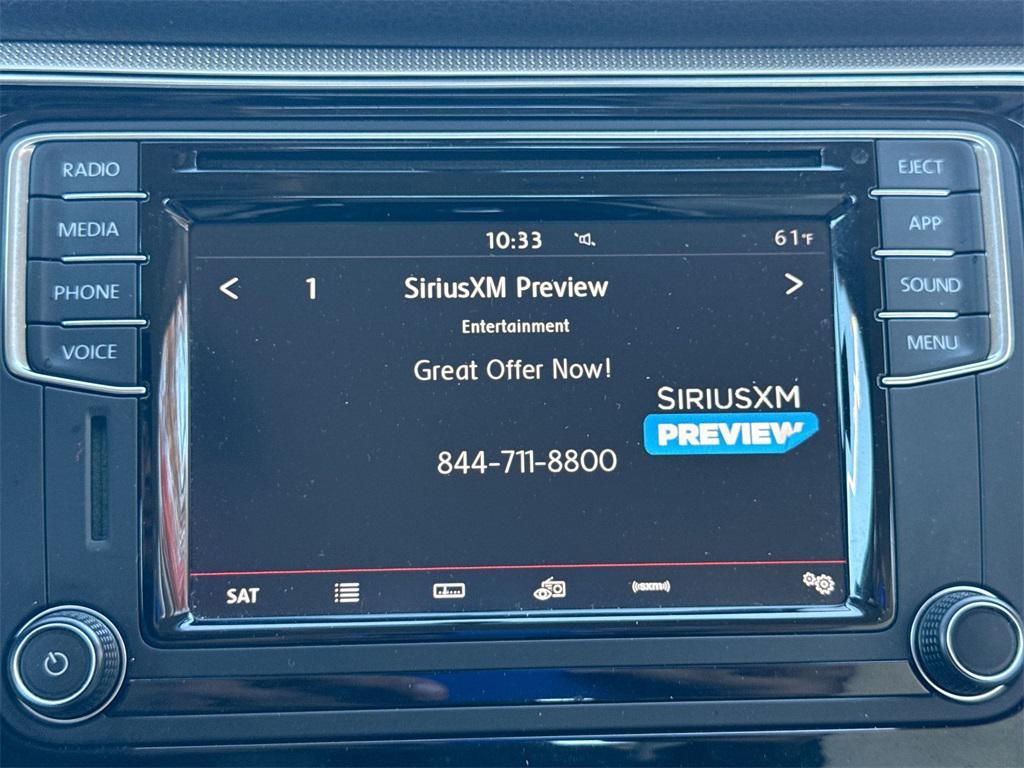 RADIO
MEDIA
PHONE
VOICE
EJECT
APP
SOUND
MENU
10:33 61°F
< 1 SiriusXM Preview >
Entertainment
Great Offer Now!
SIRIUSXM
PREVIEW
844-711-8800
SAT
((SXM))